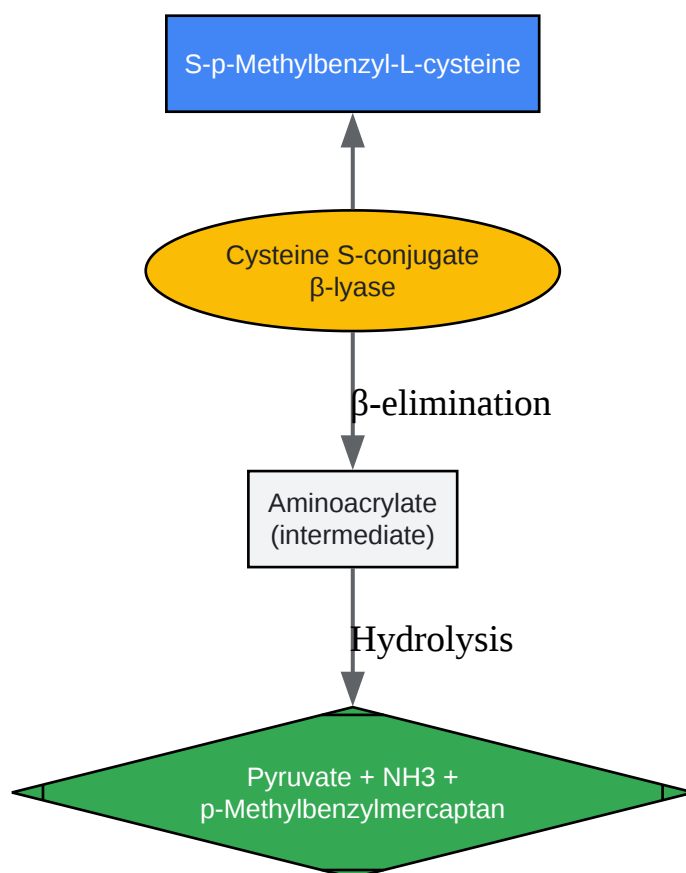 S-p-Methylbenzyl-L-cysteine
Cysteine S-conjugate
β-lyase
β-elimination
Aminoacrylate
(intermediate)
Hydrolysis
Pyruvate + NH3 +
p-Methylbenzylmercaptan